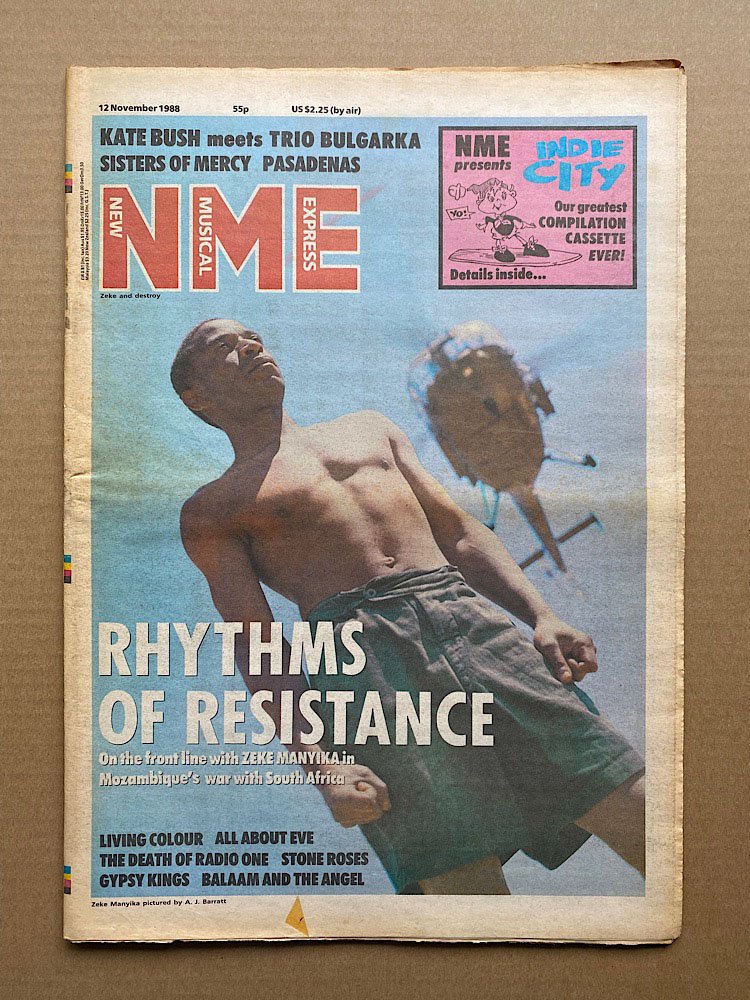 12 November 1988 55p US $2.25 (by air)
KATE BUSH meets TRIO BULGARKA
SISTERS OF MERCY PASADENAS
NME
NEW MUSICAL EXPRESS
Zeke and destroy
NME presents
INDIE CITY
YO!
Our greatest
COMPILATION
CASSETTE
EVER!
Details inside...
RHYTHMS
OF RESISTANCE
On the front line with ZEKE MANYIKA in
Mozambique's war with South Africa
LIVING COLOUR ALL ABOUT EVE
THE DEATH OF RADIO ONE STONE ROSES
GYPSY KINGS BALAAM AND THE ANGEL
Zeke Manyika pictured by A. J. Barratt